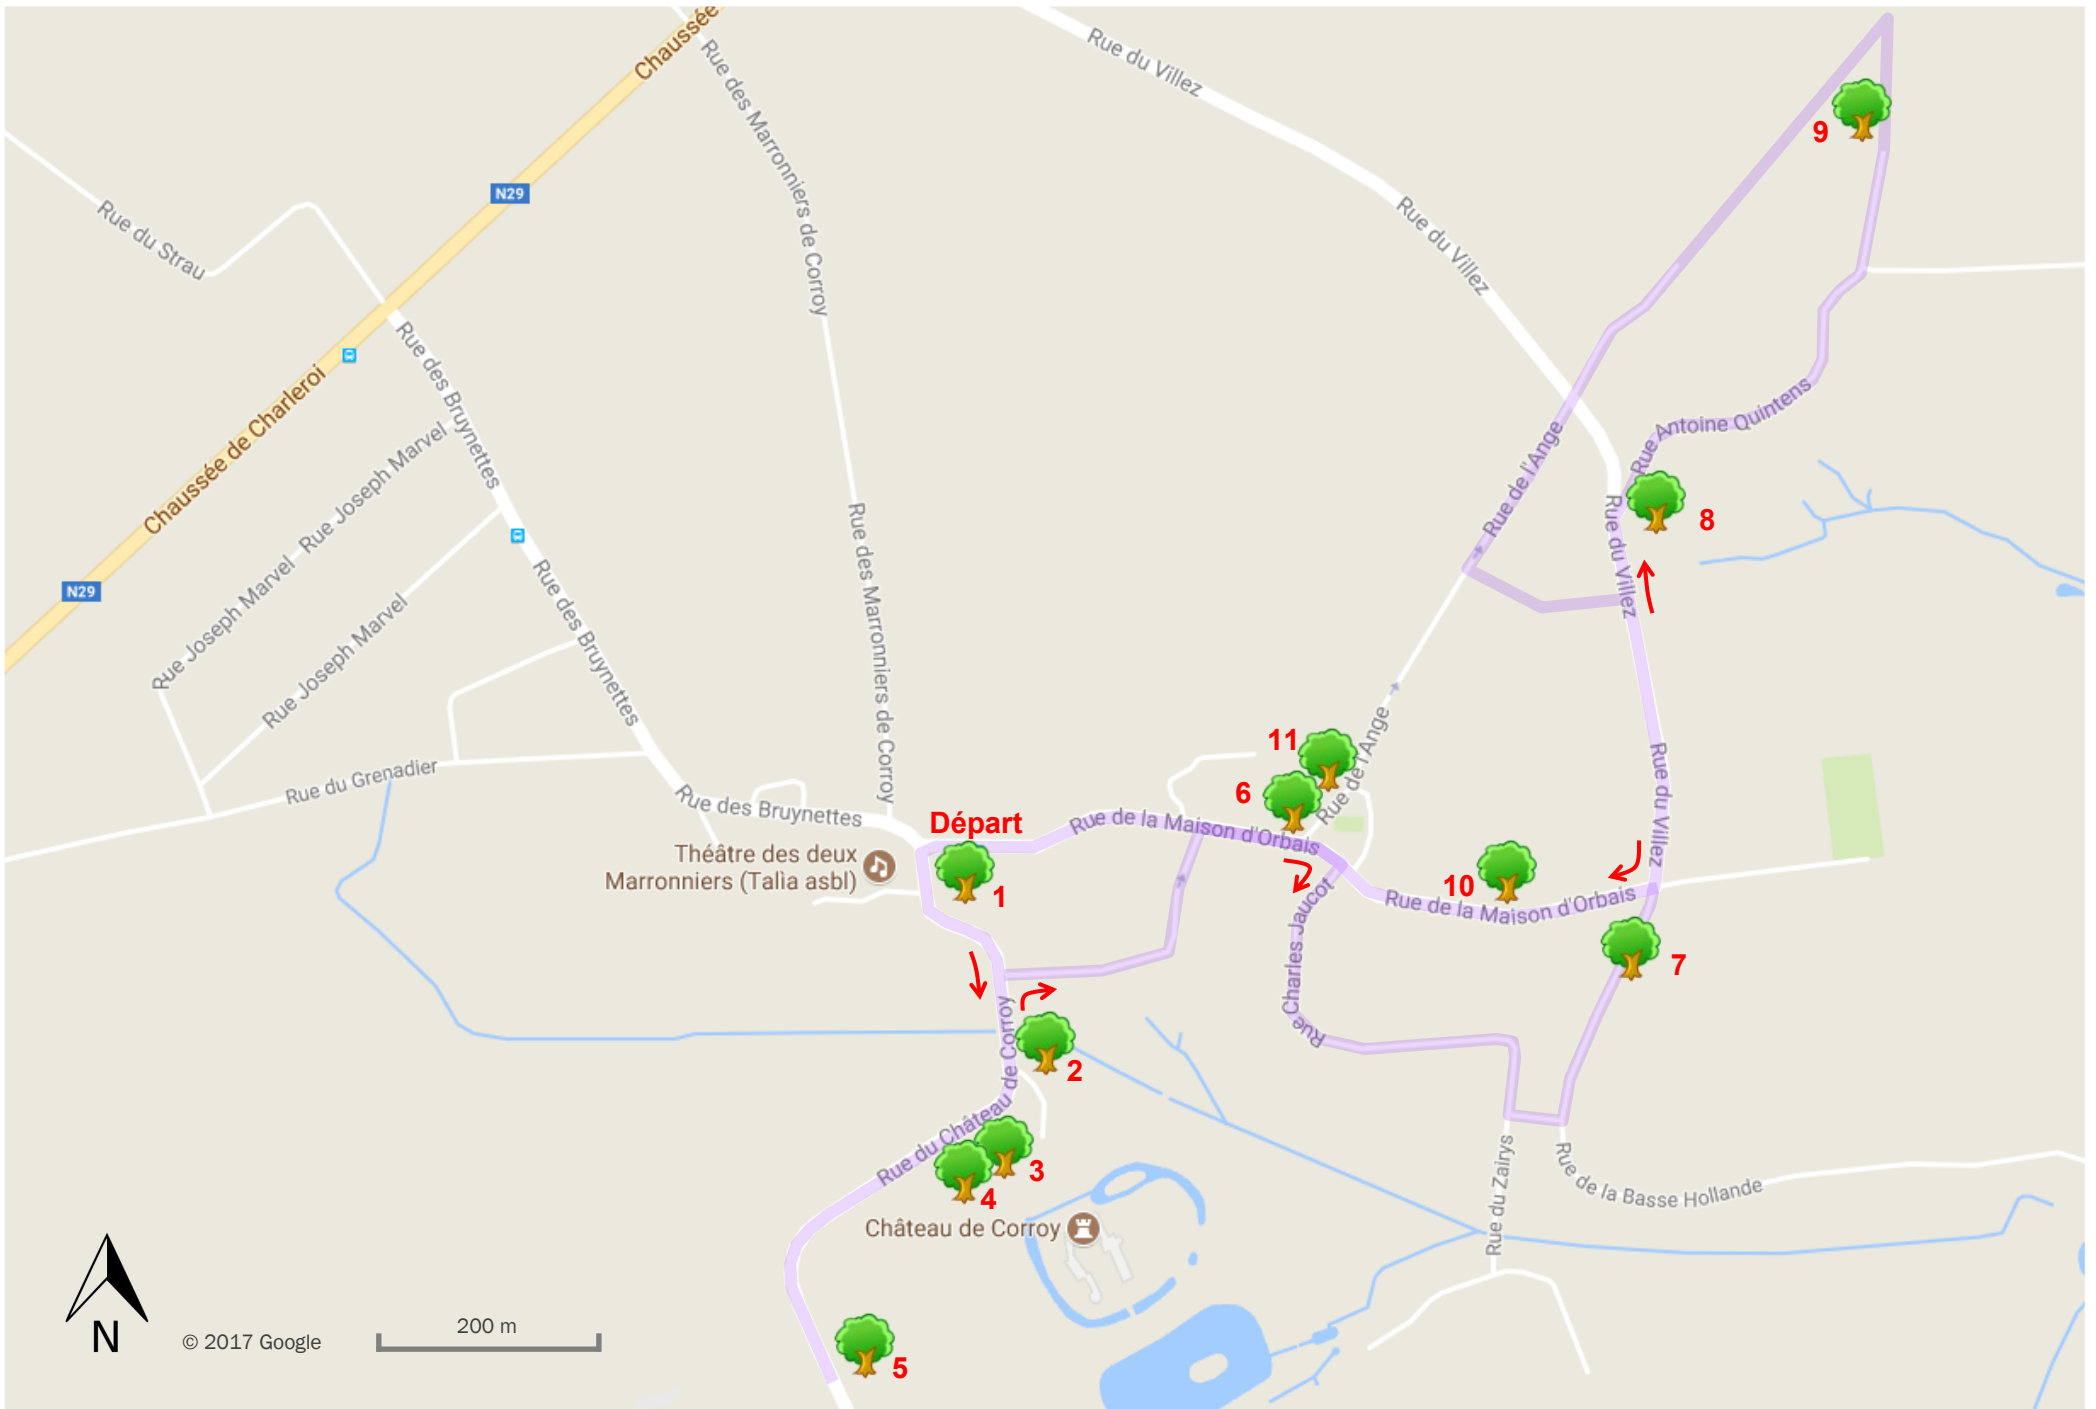 Chaussée
Rue du Villez
Rue des Marronniers de Corroy
9
N29
Rue du Strau
Rue du Villez
Rue des Bruynettes
Chaussée de Charleroi
Rue Joseph Marvel
Rue Antoine Quintens
Rue de l'Ange
8
Rue du Villez
Rue des Marronniers de Corroy
N29
Rue Joseph Marvel
Rue des Bruynettes
Rue Joseph Marvel
11
Rue de l'Ange
Rue du Villez
Rue du Grenadier
6
Rue des Bruynettes
Départ
Rue de la Maison d'Orbais
Théâtre des deux
Marronniers (Talìa asbl)
1
10
Rue de la Maison d'Orbais
Rue Charles Jaucot
7
Rue
2
Rue du Château de Corroy
3
4
Rue du Zairys
Rue de la Basse Hollande
Château de Corroy
N
© 2017 Google
200 m
5